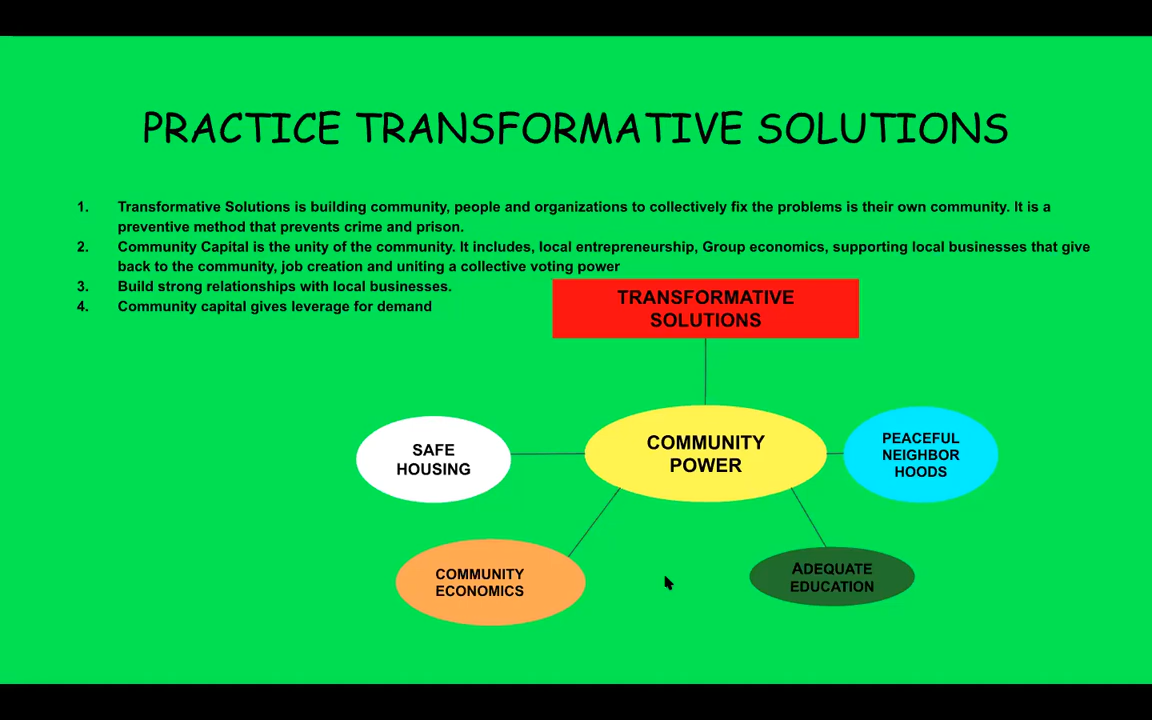 PRACTICE TRANSFORMATIVE SOLUTIONS
1. Transformative Solutions is building community, people and organizations to collectively fix the problems is their own community. It is a
preventive method that prevents crime and prison.
2. Community Capital is the unity of the community. It includes, local entrepreneurship, Group economics, supporting local businesses that give
back to the community, job creation and uniting a collective voting power
3. Build strong relationships with local businesses.
4. Community capital gives leverage for demand
TRANSFORMATIVE
SOLUTIONS
SAFE
HOUSING
COMMUNITY
POWER
PEACEFUL
NEIGHBOR
HOODS
COMMUNITY
ECONOMICS
ADEQUATE
EDUCATION